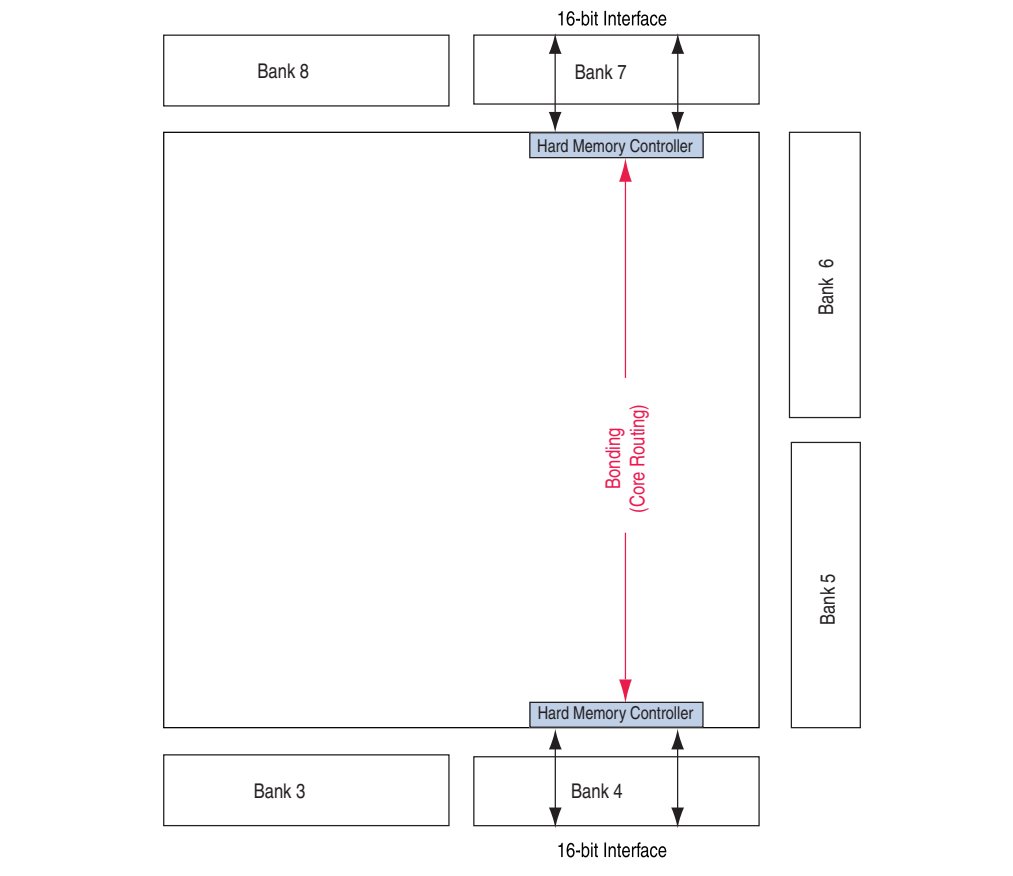 16-bit Interface
Bank 8
Bank 7
Hard Memory Controller
Bank 6
Bonding
(Core Routing)
Bank 5
Hard Memory Controller
Bank 3
Bank 4
16-bit Interface